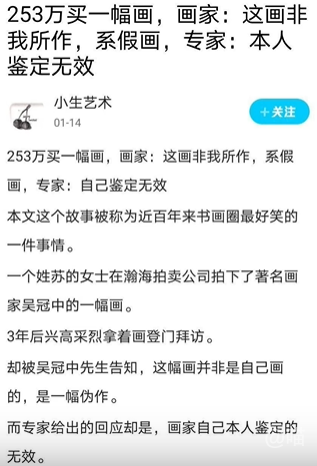 253万买一幅画，画家：这画非
我所作，系假画，专家：本人
鉴定无效
小生艺术
01-14
+关注
253万买一幅画，画家：这画非我所作，系假
画，专家：自己鉴定无效
本文这个故事被称为近百年来书画圈最好笑的
一件事情。
一个姓苏的女士在瀚海拍卖公司拍下了著名画
家吴冠中的一幅画。
3年后兴高采烈拿着画登门拜访。
却被吴冠中先生告知，这幅画并非是自己画
的，是一幅伪作。
而专家给出的回应却是，画家自己本人鉴定的
无效。